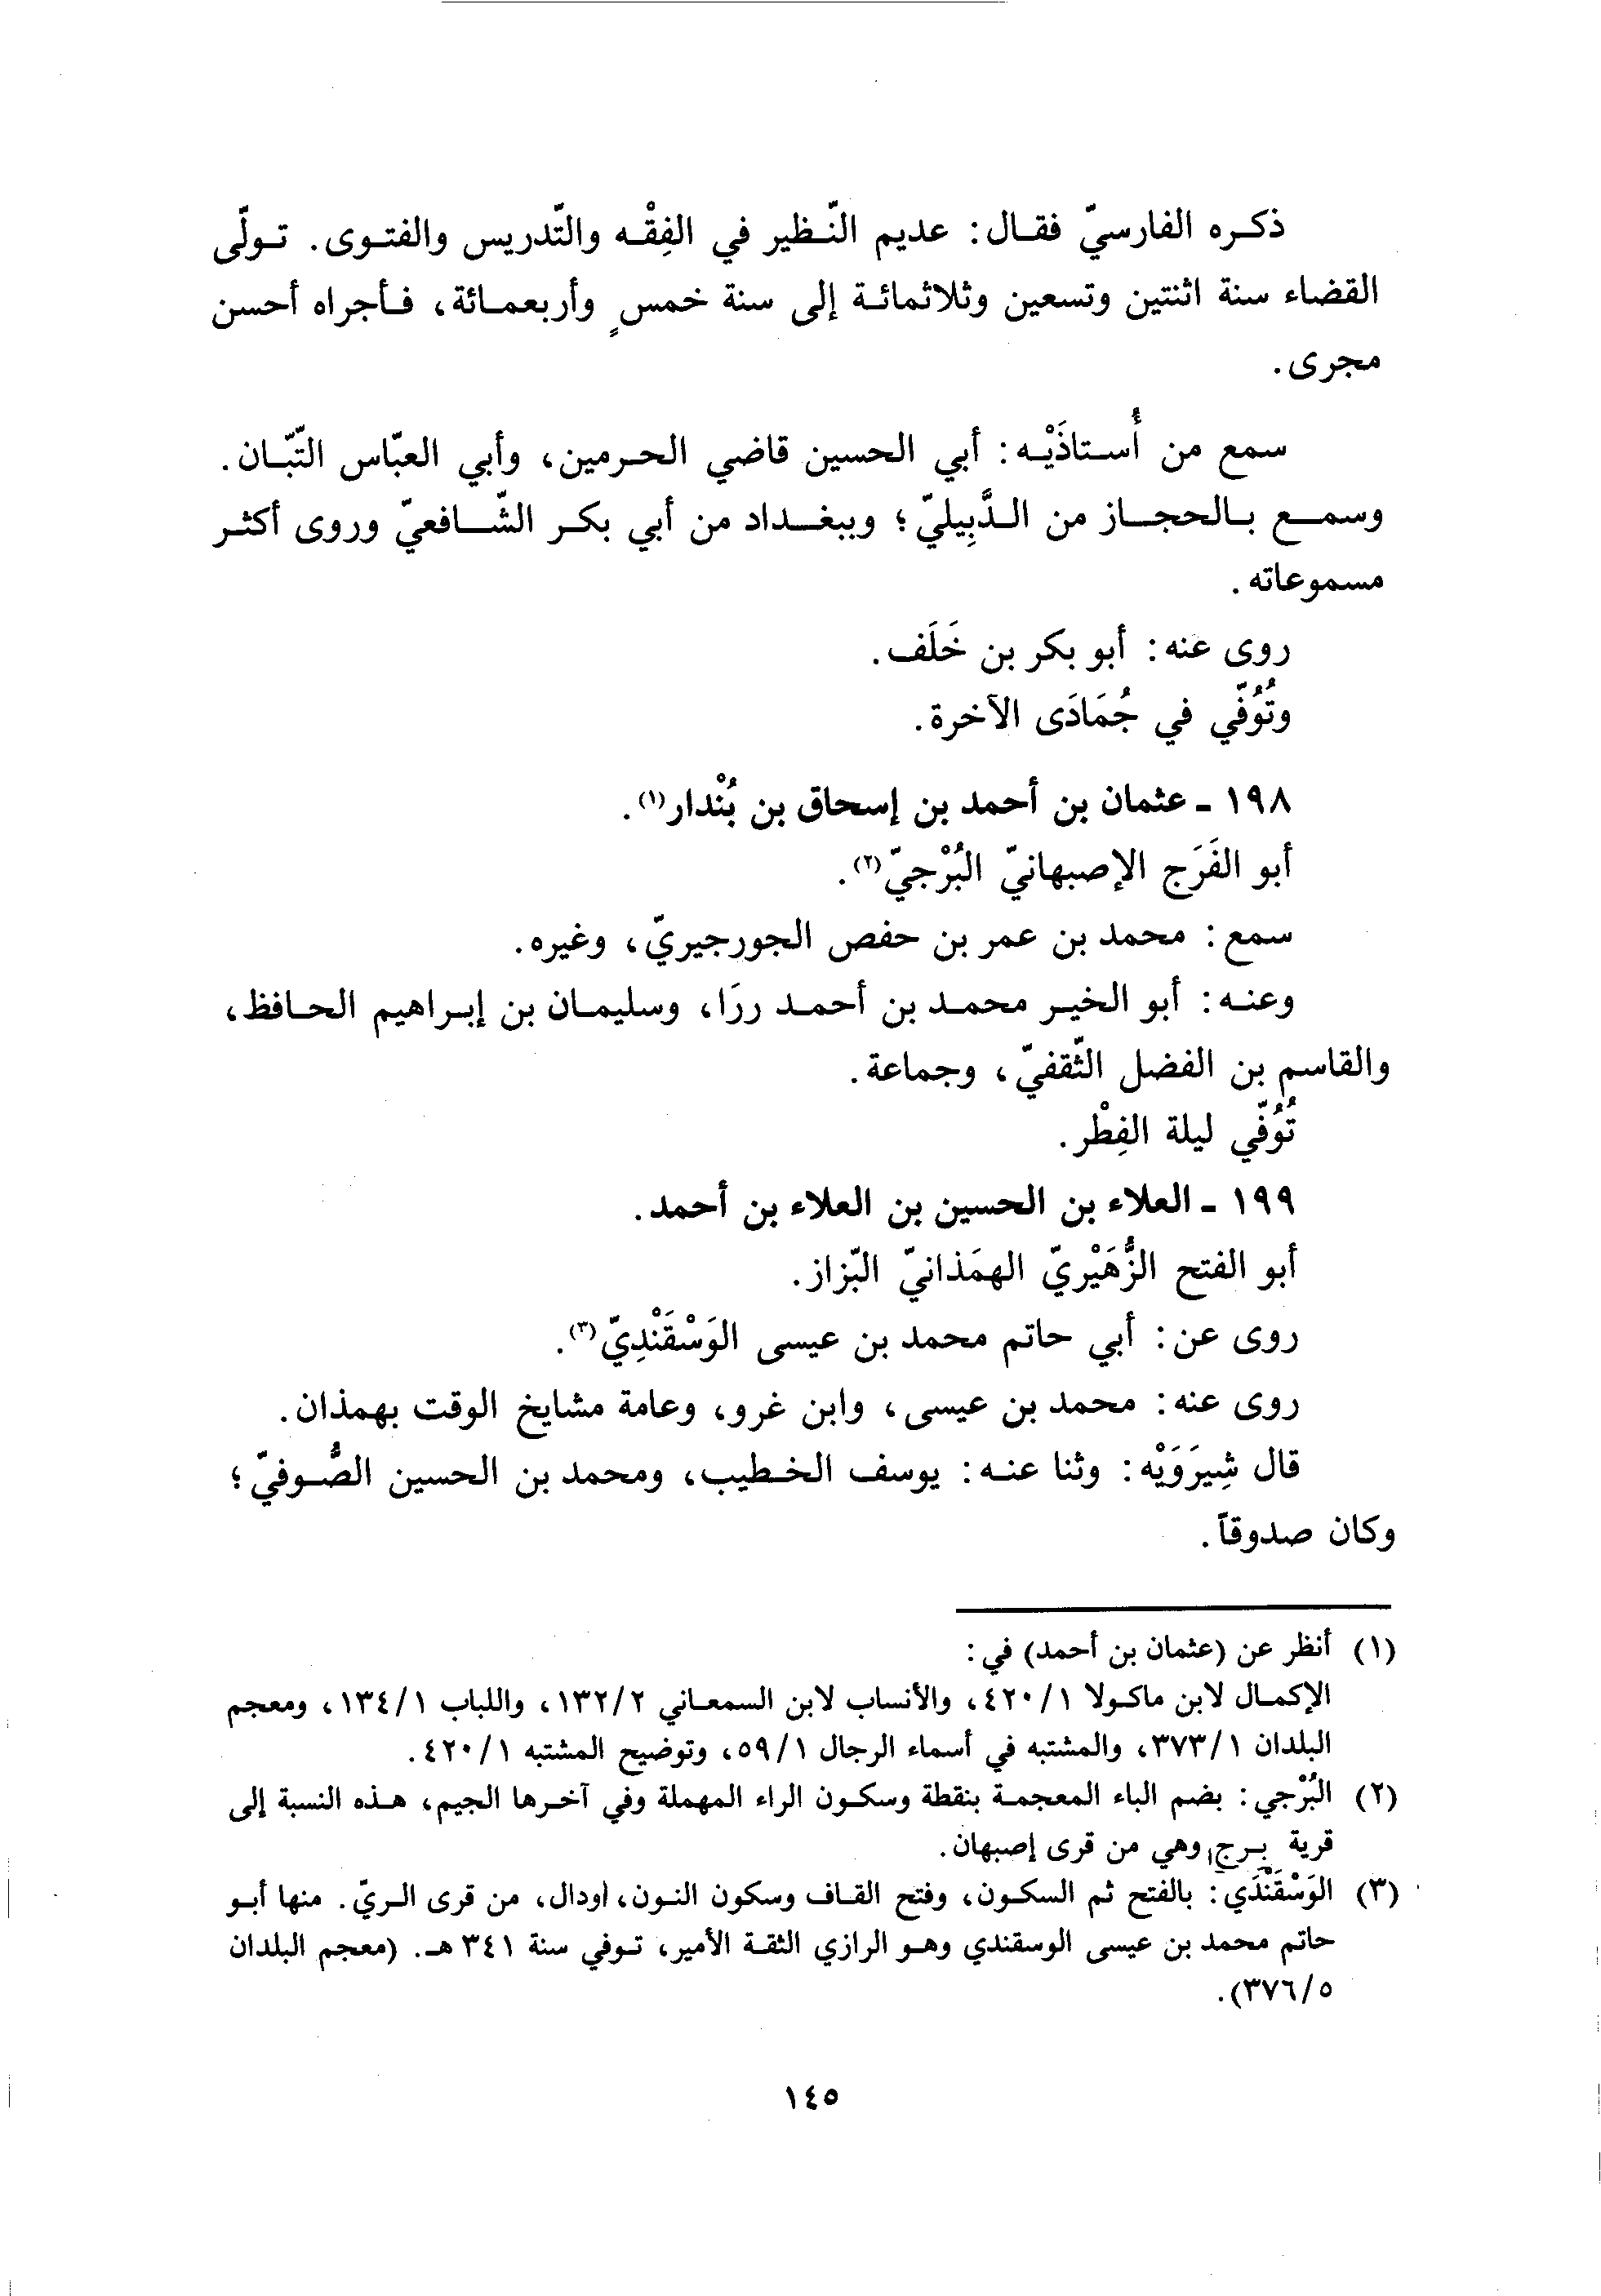 ذكره الفارسيّ فقال: عديم النّظير في الفِقْه والتّدريس والفتوى. تولّى
القضاء سنة اثنتين وتسعين وثلاثمائة إلى سنة خمسٍ وأربعمائة، فأجراه أحسن
مجرى.
سمع من أُستاذَيْه: أبي الحسين قاضي الحرمين، وأبي العبّاس التّبّان.
وسمع بالحجاز من الدَّبِيليّ؛ وببغداد من أبي بكر الشّافعيّ وروى أكثر
مسموعاته.
روى عنه: أبو بكر بن خَلَف.
وتُوُفّي في جُمَادَى الآخرة.
١٩٨ - عثمان بن أحمد بن إسحاق بن بُنْدار(١).
أبو الفَرَج الإصبهانيّ البُرْجيّ(٢).
سمع: محمد بن عمر بن حفص الجورجيريّ، وغيره.
وعنه: أبو الخير محمد بن أحمد ررَا، وسليمان بن إبراهيم الحافظ،
والقاسم بن الفضل الثّقفيّ، وجماعة.
تُوُفّي ليلة الفِطْر.
١٩٩ - العلاء بن الحسين بن العلاء بن أحمد.
أبو الفتح الزُّهَيْريّ الهمَذانيّ البّزاز.
روى عن: أبي حاتم محمد بن عيسى الوَسْقَنْدِيّ(٣).
روى عنه: محمد بن عيسى، وابن غرو، وعامة مشايخ الوقت بهمذان.
قال شِيرَوَيْه: وثنا عنه: يوسف الخطيب، ومحمد بن الحسين الصُّوفيّ؛
وكان صدوقاً.
(١) أنظر عن (عثمان بن أحمد) في:
الإكمال لابن ماكولا ٤٢٠/١، والأنساب لابن السمعاني ١٣٢/٢، واللباب ١٣٤/١، ومعجم
البلدان ٣٧٣/١، والمشتبه في أسماء الرجال ٥٩/١، وتوضيح المشتبه ٤٢٠/١.
(٢) البُرْجي: بضم الباء المعجمة بنقطة وسكون الراء المهملة وفي آخرها الجيم، هذه النسبة إلى
قرية برج، وهي من قرى إصبهان.
(٣) الوَسْقَنْدَي: بالفتح ثم السكون، وفتح القاف وسكون النون، اودال، من قرى الريّ. منها أبو
حاتم محمد بن عيسى الوسقندي وهو الرازي الثقة الأمير، توفي سنة ٣٤١ هـ. (معجم البلدان
٣٧٦/٥).
١٤٥